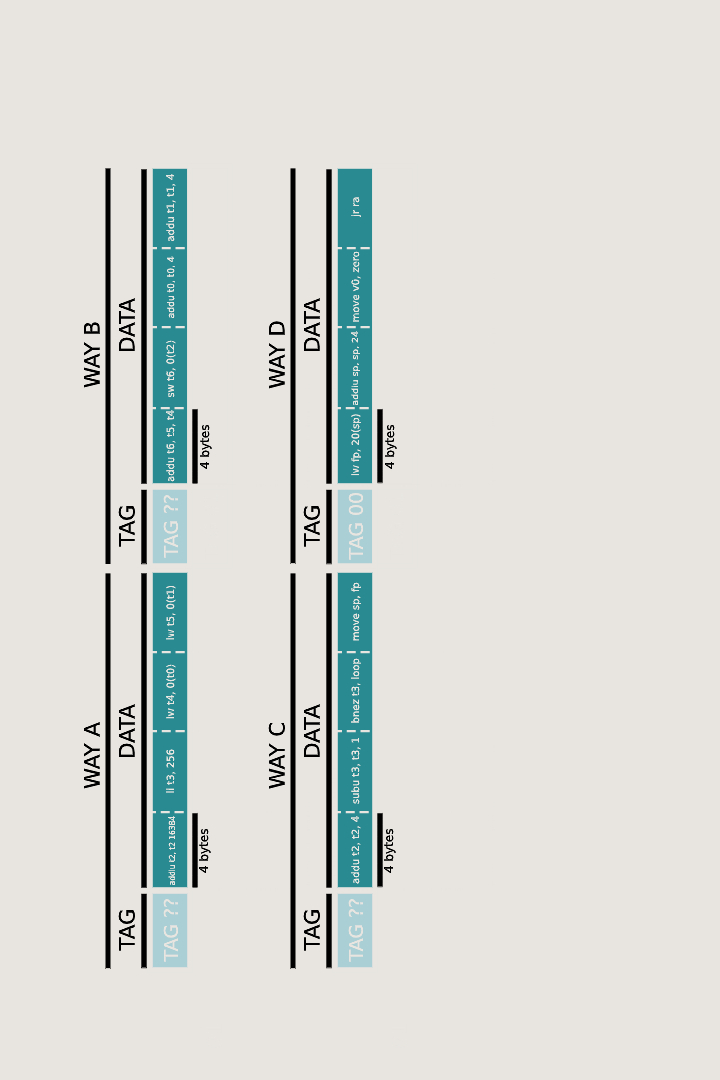 WAY A
TAG
DATA
TAG ??
addiu t2, t2 16384
li t3, 256
lw t4, 0(t0)
lw t5, 0(t1)
4 bytes
WAY B
TAG
DATA
TAG ??
addu t6, t5, t4
sw t6, 0(t2)
addu t0, t0, 4
addu t1, t1, 4
4 bytes
WAY C
TAG
DATA
TAG ??
addu t2, t2, 4
subu t3, t3, 1
bnez t3, loop
move sp, fp
4 bytes
WAY D
TAG
DATA
TAG 00
lw fp, 20(sp)
addiu sp, sp, 24
move v0, zero
jr ra
4 bytes